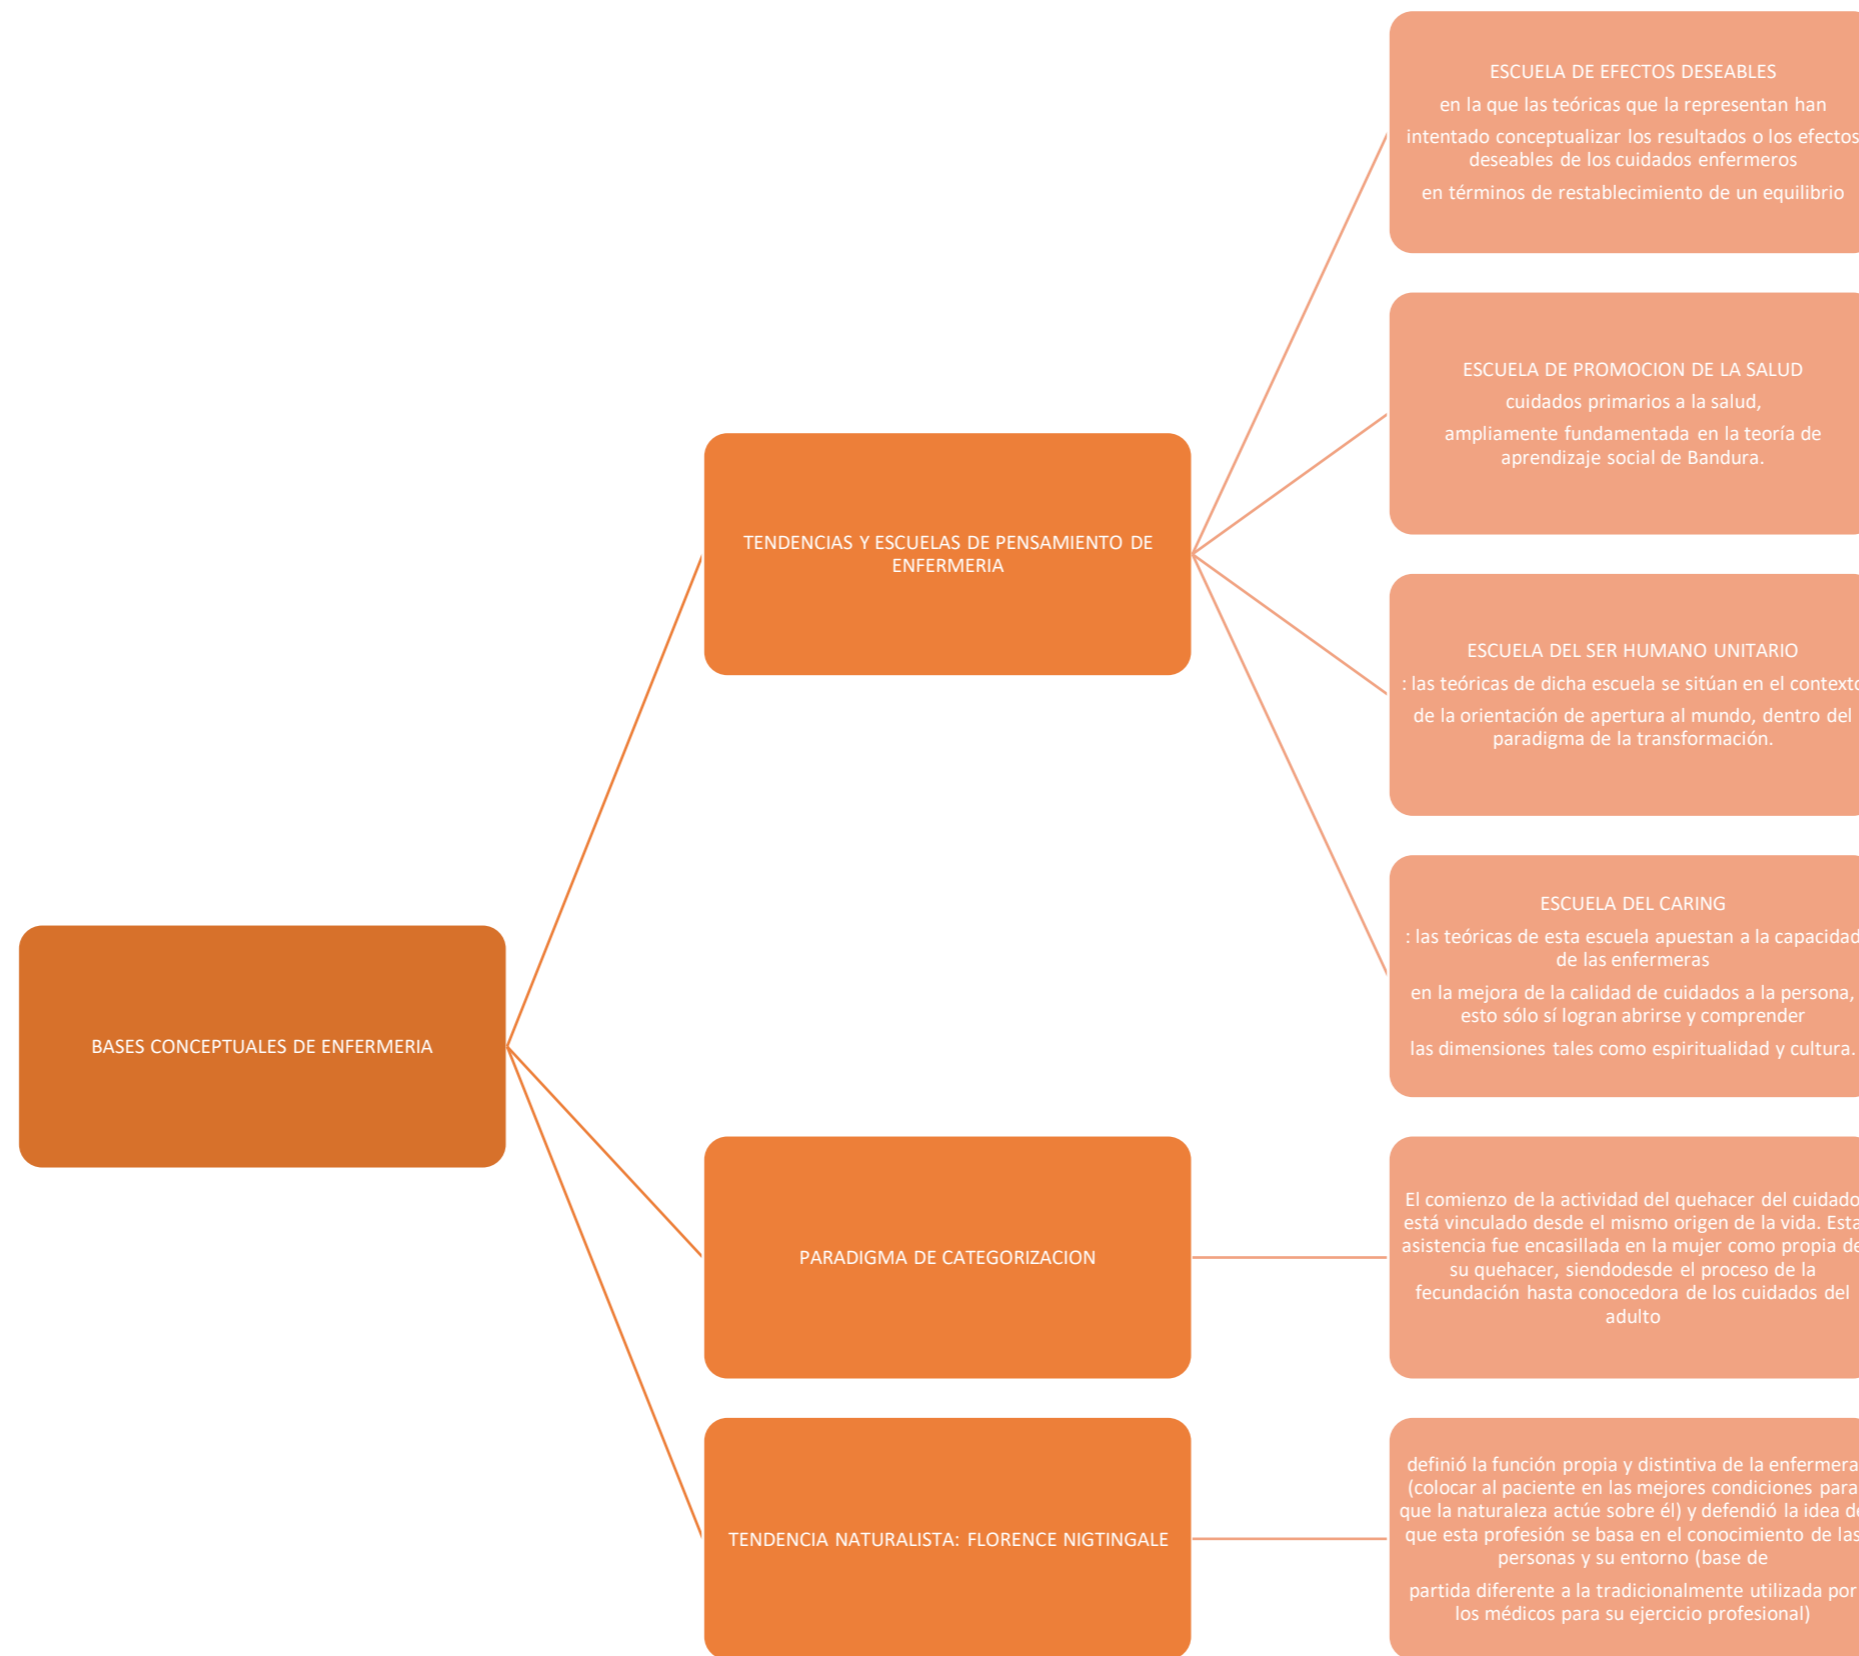 BASES CONCEPTUALES DE ENFERMERIA
TENDENCIAS Y ESCUELAS DE PENSAMIENTO DE
ENFERMERIA
ESCUELA DE EFECTOS DESEABLES
en la que las teóricas que la representan han
intentado conceptualizar los resultados o los efectos
deseables de los cuidados enfermeros
en términos de restablecimiento de un equilibrio
ESCUELA DE PROMOCION DE LA SALUD
cuidados primarios a la salud,
ampliamente fundamentada en la teoría de
aprendizaje social de Bandura.
ESCUELA DEL SER HUMANO UNITARIO
: las teóricas de dicha escuela se sitúan en el contexto
de la orientación de apertura al mundo, dentro del
paradigma de la transformación.
ESCUELA DEL CARING
: las teóricas de esta escuela apuestan a la capacidad
de las enfermeras
en la mejora de la calidad de cuidados a la persona,
esto sólo sí logran abrirse y comprender
las dimensiones tales como espiritualidad y cultura.
PARADIGMA DE CATEGORIZACION
El comienzo de la actividad del quehacer del cuidado
está vinculado desde el mismo origen de la vida. Esta
asistencia fue encasillada en la mujer como propia de
su quehacer, siendodesde el proceso de la
fecundación hasta conocedora de los cuidados del
adulto
TENDENCIA NATURALISTA: FLORENCE NIGTINGALE
definió la función propia y distintiva de la enfermera
(colocar al paciente en las mejores condiciones para
que la naturaleza actúe sobre él) y defendió la idea de
que esta profesión se basa en el conocimiento de las
personas y su entorno (base de
partida diferente a la tradicionalmente utilizada por
los médicos para su ejercicio profesional)